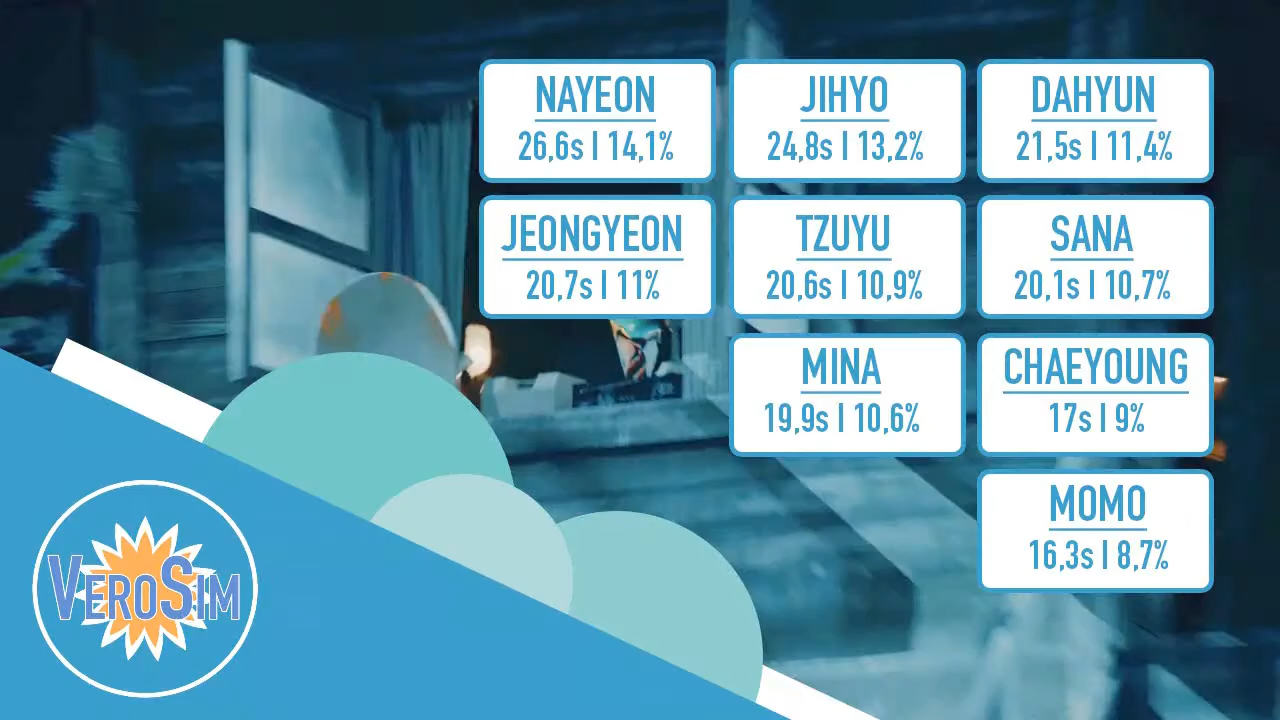 NAYEON
26,6s | 14,1%
JIHYO
24,8s | 13,2%
DAHYUN
21,5s | 11,4%
JEONGYEON
20,7s | 11%
TZUYU
20,6s | 10,9%
SANA
20,1s | 10,7%
MINA
19,9s | 10,6%
CHAEYOUNG
17s | 9%
MOMO
16,3s | 8,7%
VEROSIM